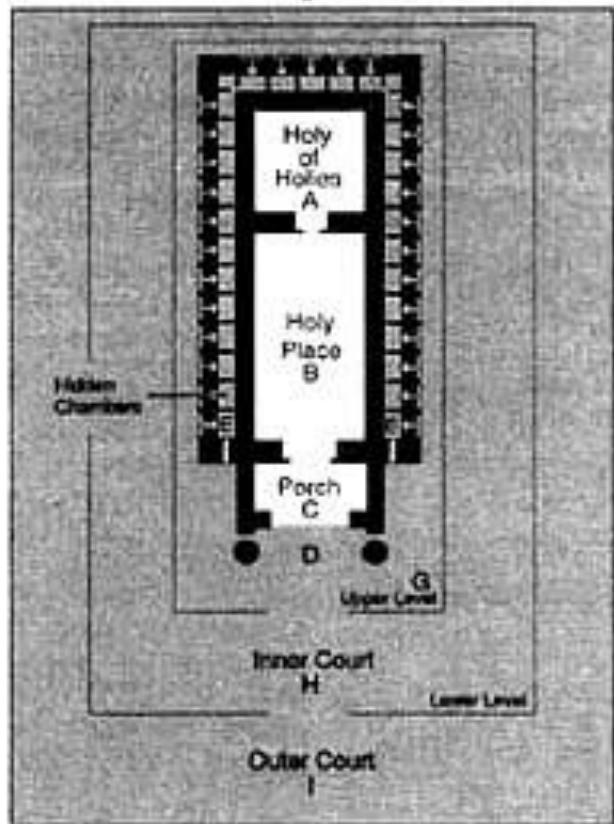 Holy
of
Holies
A
Holy
Place
B
Hidden
Chambers
E
Porch
C
D
G
Upper Level
Inner Court
H
Lower Level
Outer Court
I